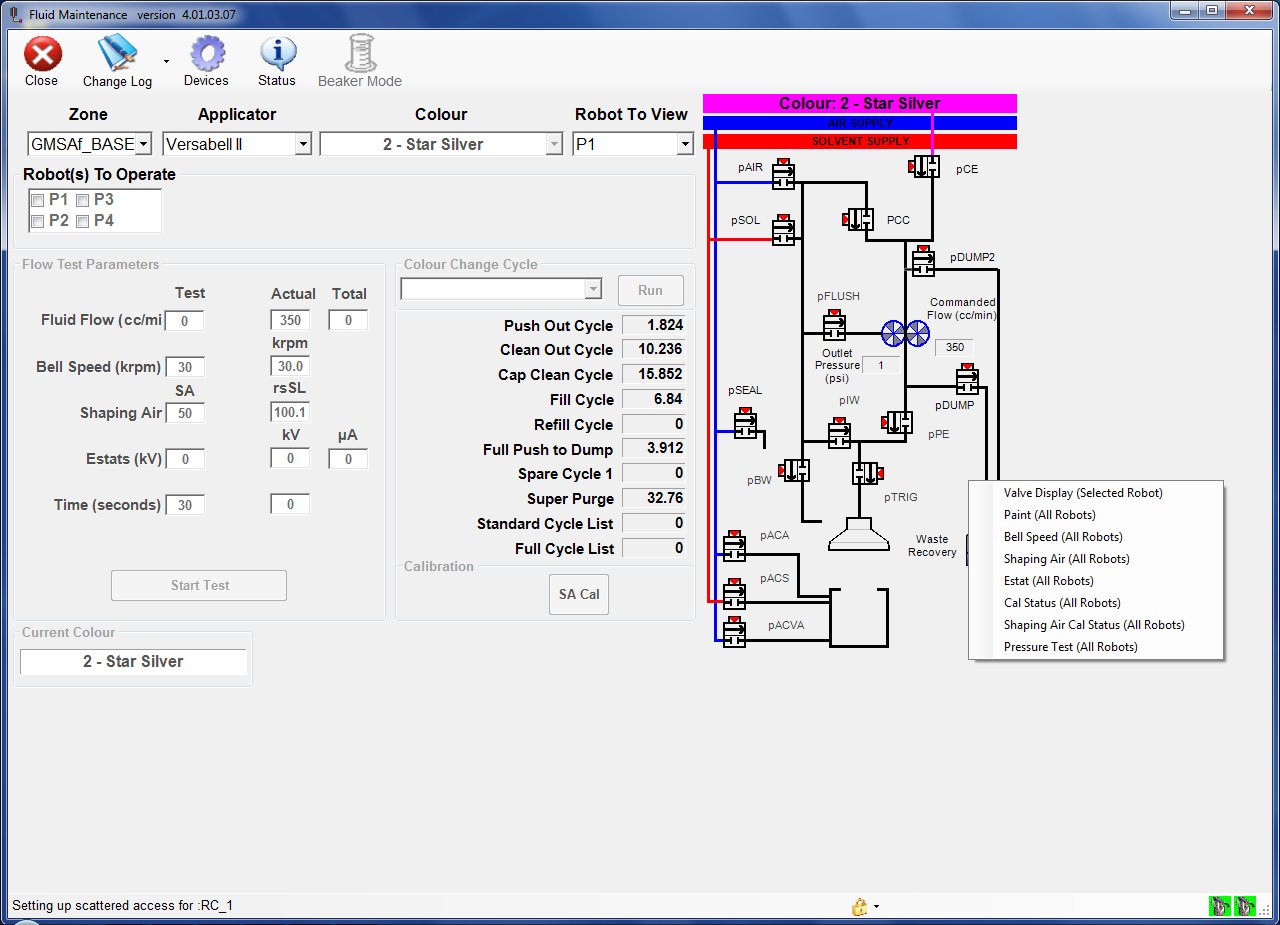 Fluid Maintenance version 4.01.03.07
Close
Change Log
Devices
Status
Beaker Mode
Zone
Applicator
Colour
Robot To View
GMSAf_BASE
Versabell II
2 - Star Silver
P1
Robot(s) To Operate
P1 P3
P2 P4
Flow Test Parameters
Test
Actual
Total
Fluid Flow (cc/mi
0
350
0
krpm
Bell Speed (krpm)
30
30.0
SA
rsSL
Shaping Air
50
100.1
kV
µA
Estats (kV)
0
0
0
Time (seconds)
30
0
Start Test
Current Colour
2 - Star Silver
Colour Change Cycle
Run
Push Out Cycle 1.824
Clean Out Cycle 10.236
Cap Clean Cycle 15.852
Fill Cycle 6.84
Refill Cycle 0
Full Push to Dump 3.912
Spare Cycle 1 0
Super Purge 32.76
Standard Cycle List 0
Full Cycle List 0
Calibration
SA Cal
Colour: 2 - Star Silver
AIR SUPPLY
SOLVENT SUPPLY
pAIR
pCE
pSOL
PCC
pDUMP2
pFLUSH
Commanded
Flow (cc/min)
350
Outlet
Pressure
(psi)
1
pSEAL
pIW
pDUMP
pPE
pBW
pTRIG
pACA
Waste
Recovery
pACS
pACVA
Valve Display (Selected Robot)
Paint (All Robots)
Bell Speed (All Robots)
Shaping Air (All Robots)
Estat (All Robots)
Cal Status (All Robots)
Shaping Air Cal Status (All Robots)
Pressure Test (All Robots)
Setting up scattered access for :RC_1